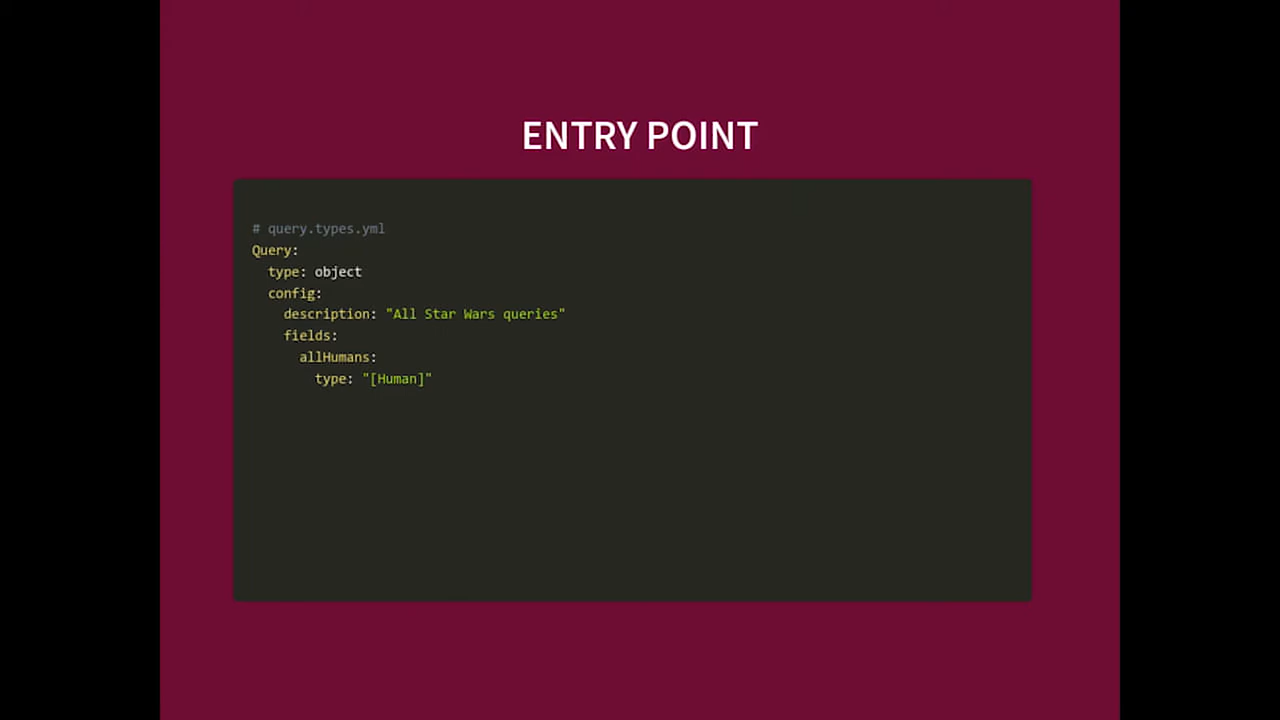 ENTRY POINT
# query.types.yml
Query:
  type: object
  config:
    description: "All Star Wars queries"
    fields:
      allHumans:
        type: "[Human]"